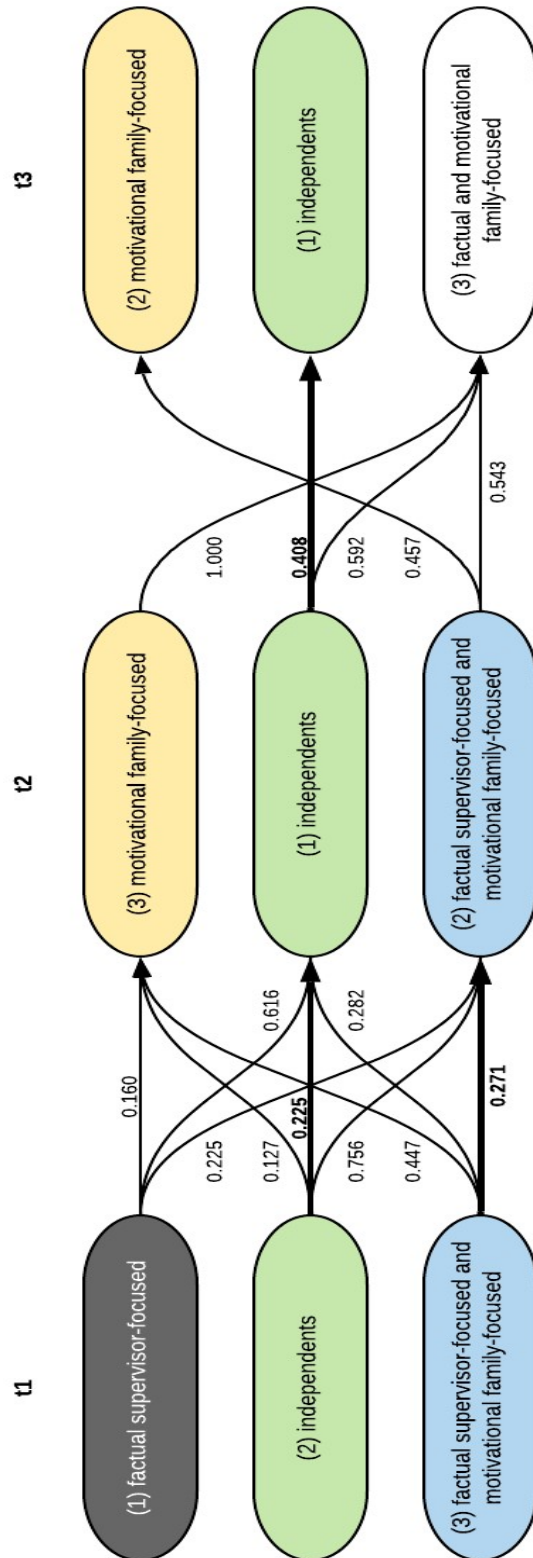 t1
t2
t3
(1) factual supervisor-focused
(2) independents
(3) factual supervisor-focused and
motivational family-focused
0.160
0.225
0.616
0.127
0.225
0.756
0.282
0.447
0.271
(3) motivational family-focused
(1) independents
(2) factual supervisor-focused and
motivational family-focused
1.000
0.408
0.592
0.457
0.543
(2) motivational family-focused
(1) independents
(3) factual and motivational
family-focused